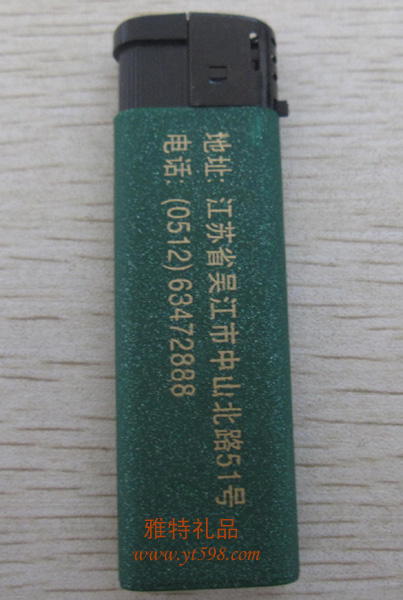 地址: 江苏省吴江市中山北路51号
电话: (0512) 63472888
雅特礼品
www.yt598.com